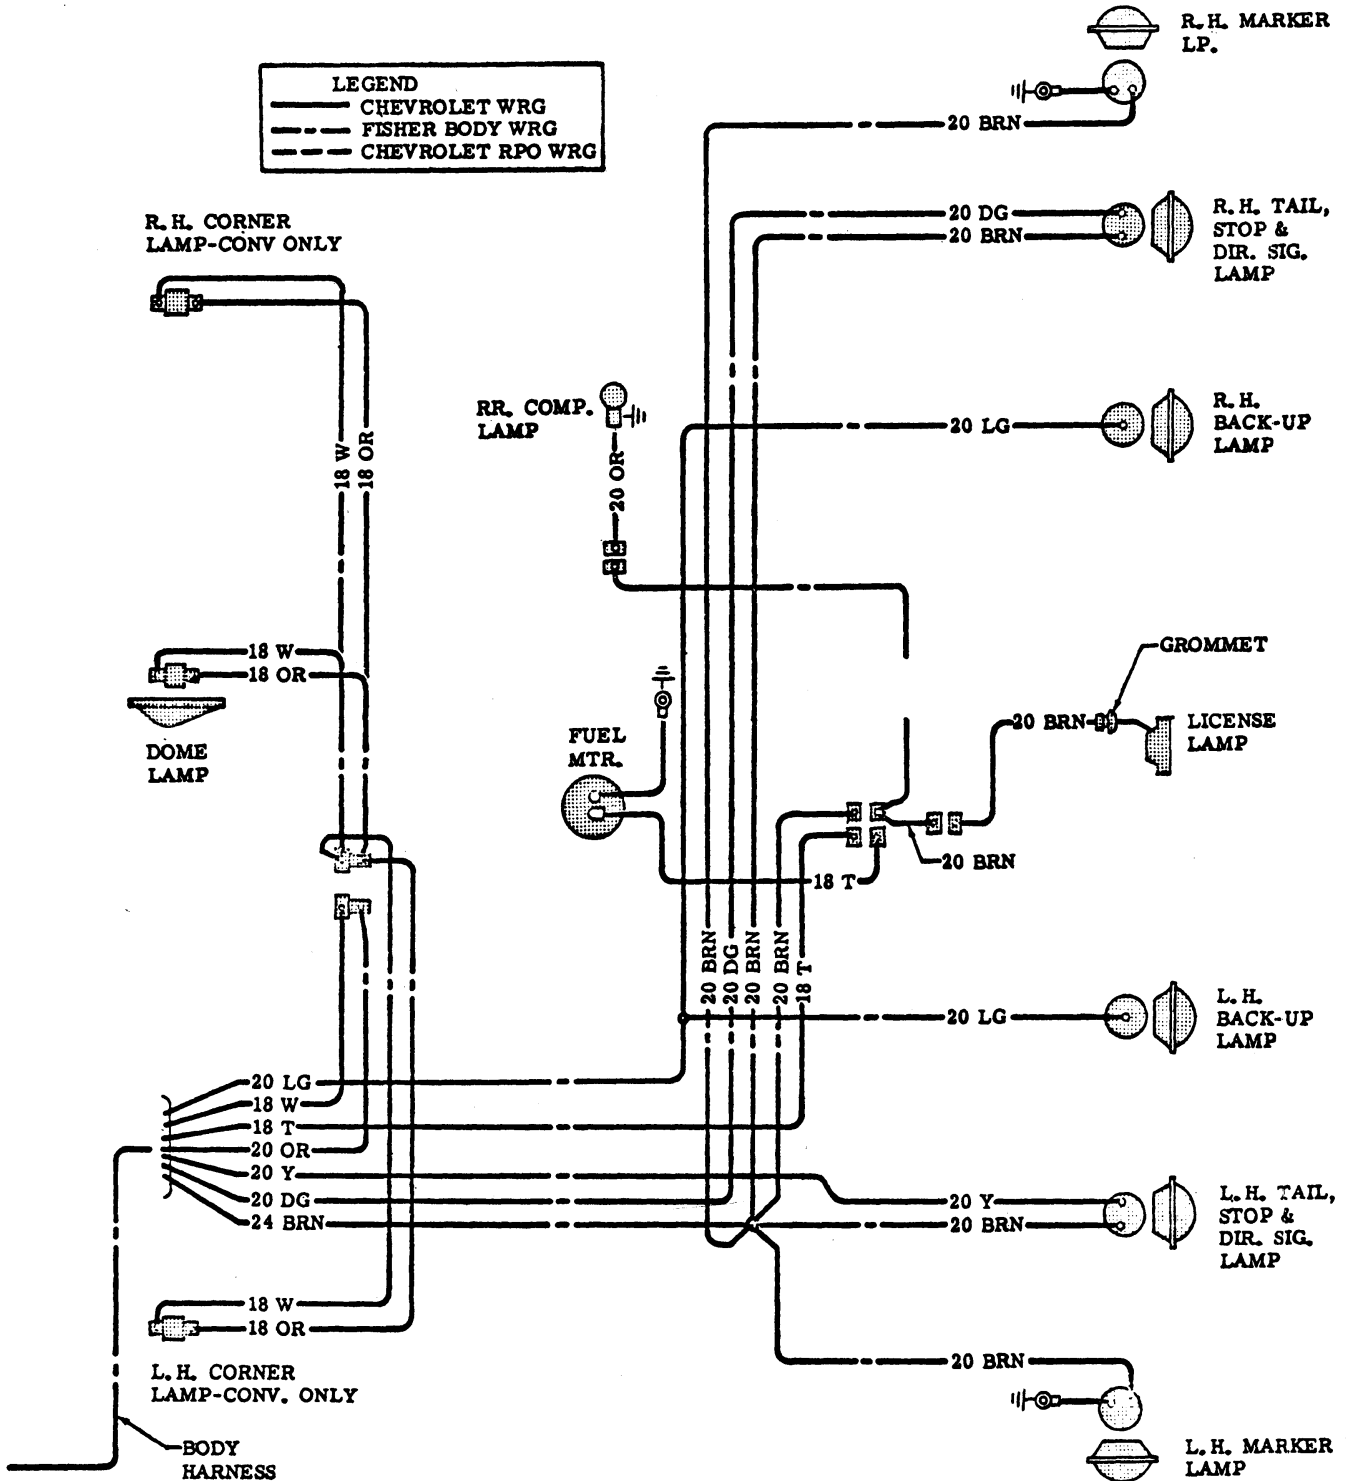 R. H. MARKER
LP.
LEGEND
CHEVROLET WRG
FISHER BODY WRG
CHEVROLET RPO WRG
20 BRN
R. H. CORNER
LAMP-CONV ONLY
20 DG
20 BRN
R. H. TAIL,
STOP &
DIR. SIG.
LAMP
RR. COMP.
LAMP
20 LG
R. H.
BACK-UP
LAMP
18 W
18 OR
20 OR
18 W
18 OR
DOME
LAMP
GROMMET
20 BRN
LICENSE
LAMP
FUEL
MTR.
20 BRN
18 T
20 BRN
20 DG
20 BRN
20 BRN
18 T
20 LG
L. H.
BACK-UP
LAMP
20 LG
18 W
18 T
20 OR
20 Y
20 DG
24 BRN
20 Y
20 BRN
L. H. TAIL,
STOP &
DIR. SIG.
LAMP
18 W
18 OR
L. H. CORNER
LAMP-CONV. ONLY
20 BRN
BODY
HARNESS
L. H. MARKER
LAMP